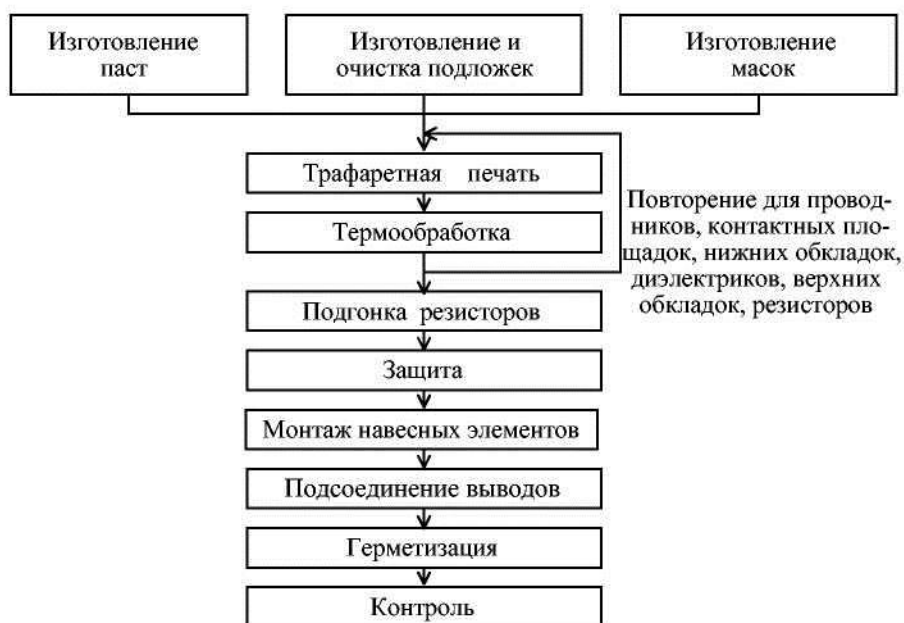 Изготовление
паст
Изготовление и
очистка подложек
Изготовление
масок
Трафаретная печать
Термообработка
Повторение для провод-
ников, контактных пло-
щадок, нижних обкладок,
диэлектриков, верхних
обкладок, резисторов
Подгонка резисторов
Защита
Монтаж навесных элементов
Подсоединение выводов
Герметизация
Контроль